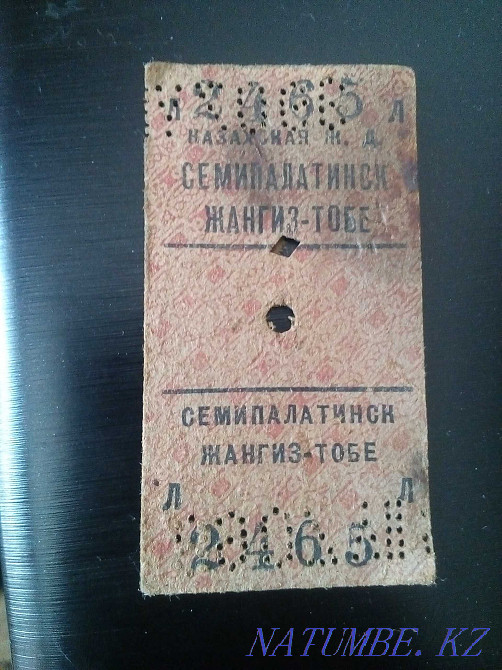 Л 2465 Л
КАЗАХСКАЯ Ж. Д.
СЕМИПАЛАТИНСК
ЖАНГИЗ-ТОБЕ
СЕМИПАЛАТИНСК
ЖАНГИЗ-ТОБЕ
Л Л
2465
NATUMBE. KZ